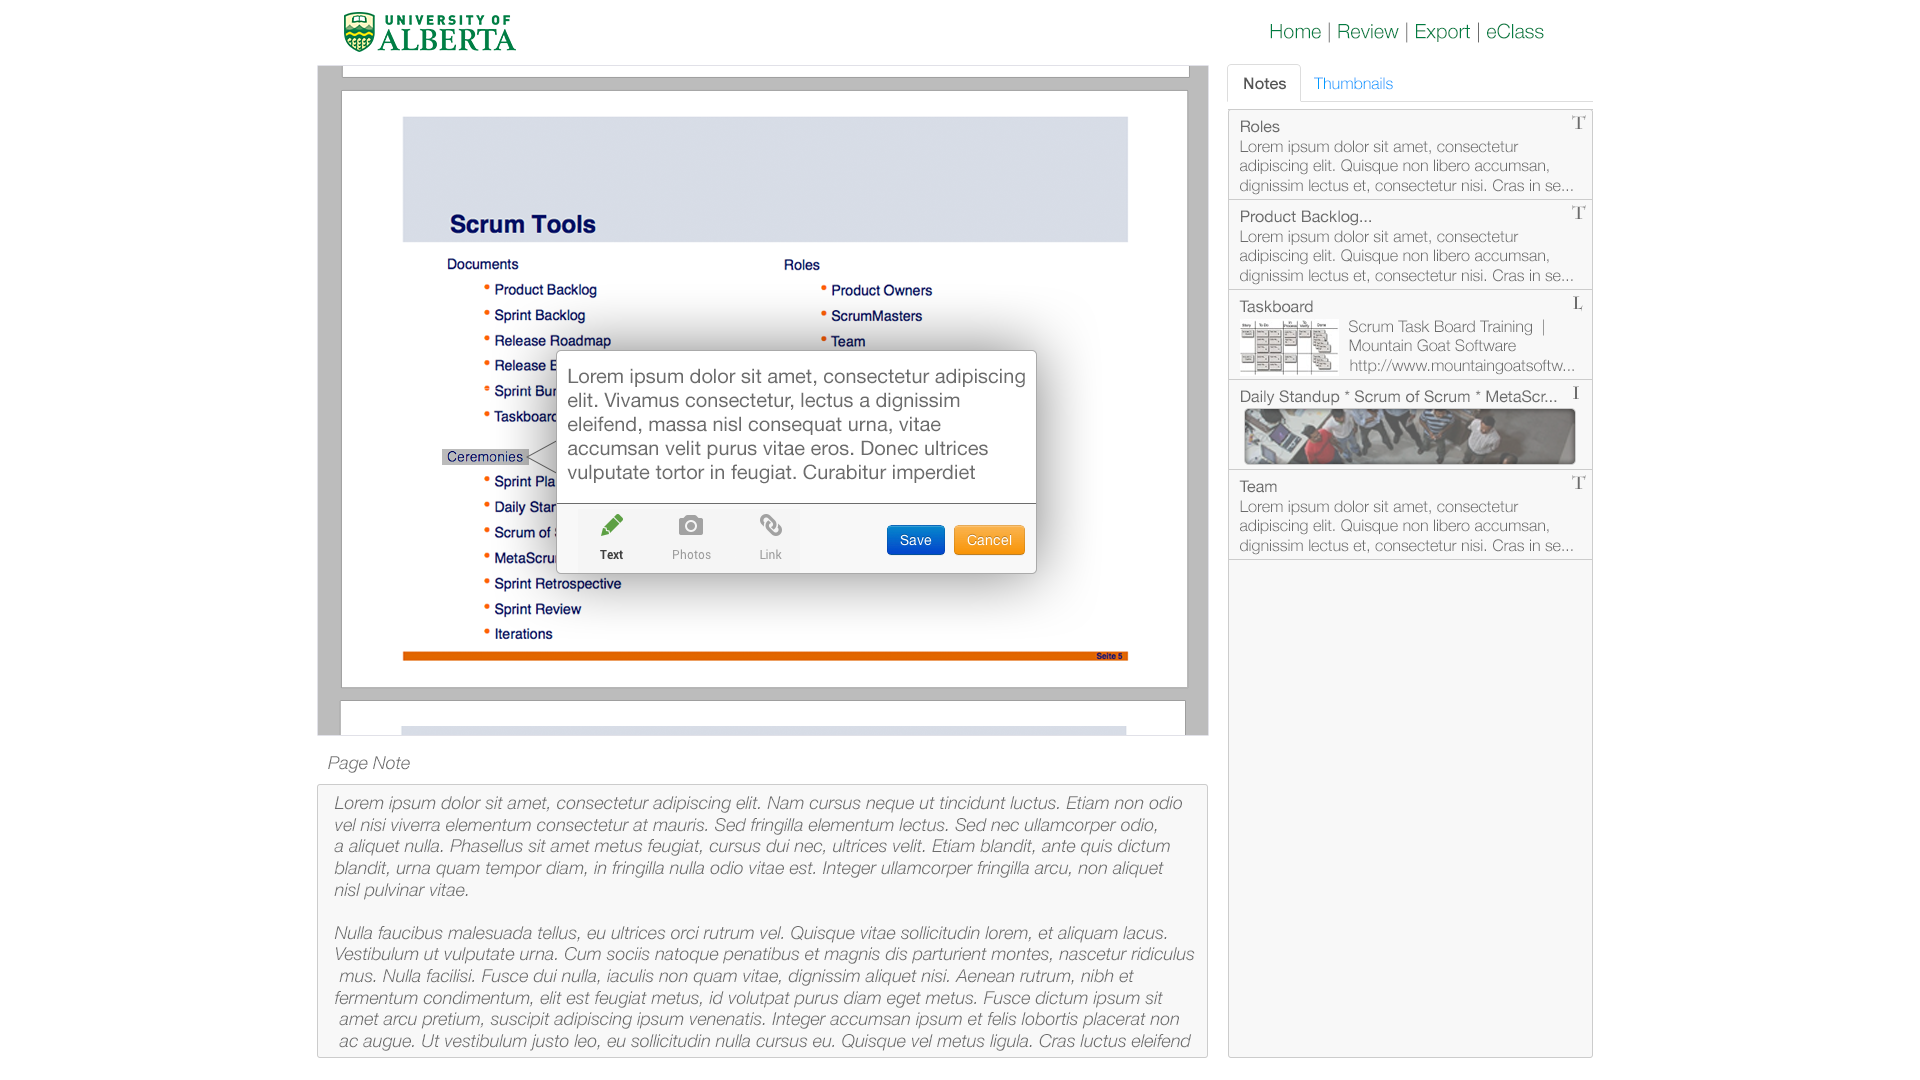 UNIVERSITY OF
ALBERTA
Home | Review | Export | eClass
Scrum Tools
Documents
Product Backlog
Sprint Backlog
Release Roadmap
Release B
Sprint Bur
Taskboard
Ceremonies
Sprint Pla
Daily Stan
Scrum of S
MetaScru
Sprint Retrospective
Sprint Review
Iterations
Roles
Product Owners
ScrumMasters
Team
Seite 5
Lorem ipsum dolor sit amet, consectetur adipiscing
elit. Vivamus consectetur, lectus a dignissim
eleifend, massa nisl consequat urna, vitae
accumsan velit purus vitae eros. Donec ultrices
vulputate tortor in feugiat. Curabitur imperdiet
Text Photos Link Save Cancel
Page Note
Lorem ipsum dolor sit amet, consectetur adipiscing elit. Nam cursus neque ut tincidunt luctus. Etiam non odio
vel nisi viverra elementum consectetur at mauris. Sed fringilla elementum lectus. Sed nec ullamcorper odio,
a aliquet nulla. Phasellus sit amet metus feugiat, cursus dui nec, ultrices velit. Etiam blandit, ante quis dictum
blandit, urna quam tempor diam, in fringilla nulla odio vitae est. Integer ullamcorper fringilla arcu, non aliquet
nisl pulvinar vitae.
Nulla faucibus malesuada tellus, eu ultrices orci rutrum vel. Quisque vitae sollicitudin lorem, et aliquam lacus.
Vestibulum ut vulputate urna. Cum sociis natoque penatibus et magnis dis parturient montes, nascetur ridiculus
mus. Nulla facilisi. Fusce dui nulla, iaculis non quam vitae, dignissim aliquet nisi. Aenean rutrum, nibh et
fermentum condimentum, elit est feugiat metus, id volutpat purus diam eget metus. Fusce dictum ipsum sit
amet arcu pretium, suscipit adipiscing ipsum venenatis. Integer accumsan ipsum et felis lobortis placerat non
ac augue. Ut vestibulum justo leo, eu sollicitudin nulla cursus eu. Quisque vel metus ligula. Cras luctus eleifend
Notes Thumbnails
Roles T
Lorem ipsum dolor sit amet, consectetur
adipiscing elit. Quisque non libero accumsan,
dignissim lectus et, consectetur nisi. Cras in se...
Product Backlog... T
Lorem ipsum dolor sit amet, consectetur
adipiscing elit. Quisque non libero accumsan,
dignissim lectus et, consectetur nisi. Cras in se...
Taskboard L
Scrum Task Board Training |
Mountain Goat Software
http://www.mountaingoatsoftw...
Daily Standup * Scrum of Scrum * MetaScr... I
Team T
Lorem ipsum dolor sit amet, consectetur
adipiscing elit. Quisque non libero accumsan,
dignissim lectus et, consectetur nisi. Cras in se...